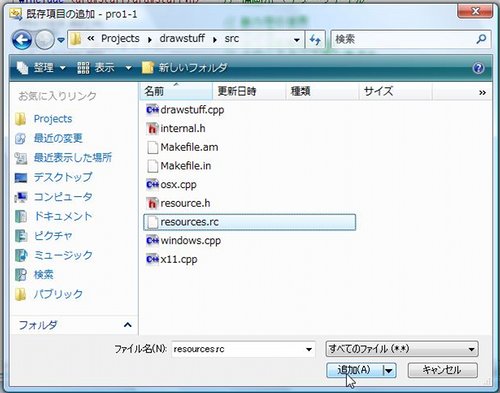 既存項目の追加 - pro1-1
« Projects ▸ drawstuff ▸ src
検索
整理 表示 新しいフォルダ
お気に入りリンク
Projects
最近の変更
最近表示した場所
デスクトップ
コンピュータ
ドキュメント
ピクチャ
ミュージック
検索
パブリック
フォルダ
名前 更新日時 種類 サイズ »
drawstuff.cpp
internal.h
Makefile.am
Makefile.in
osx.cpp
resource.h
resources.rc
windows.cpp
x11.cpp
ファイル名(N): resources.rc すべてのファイル (*.*)
追加(A) キャンセル